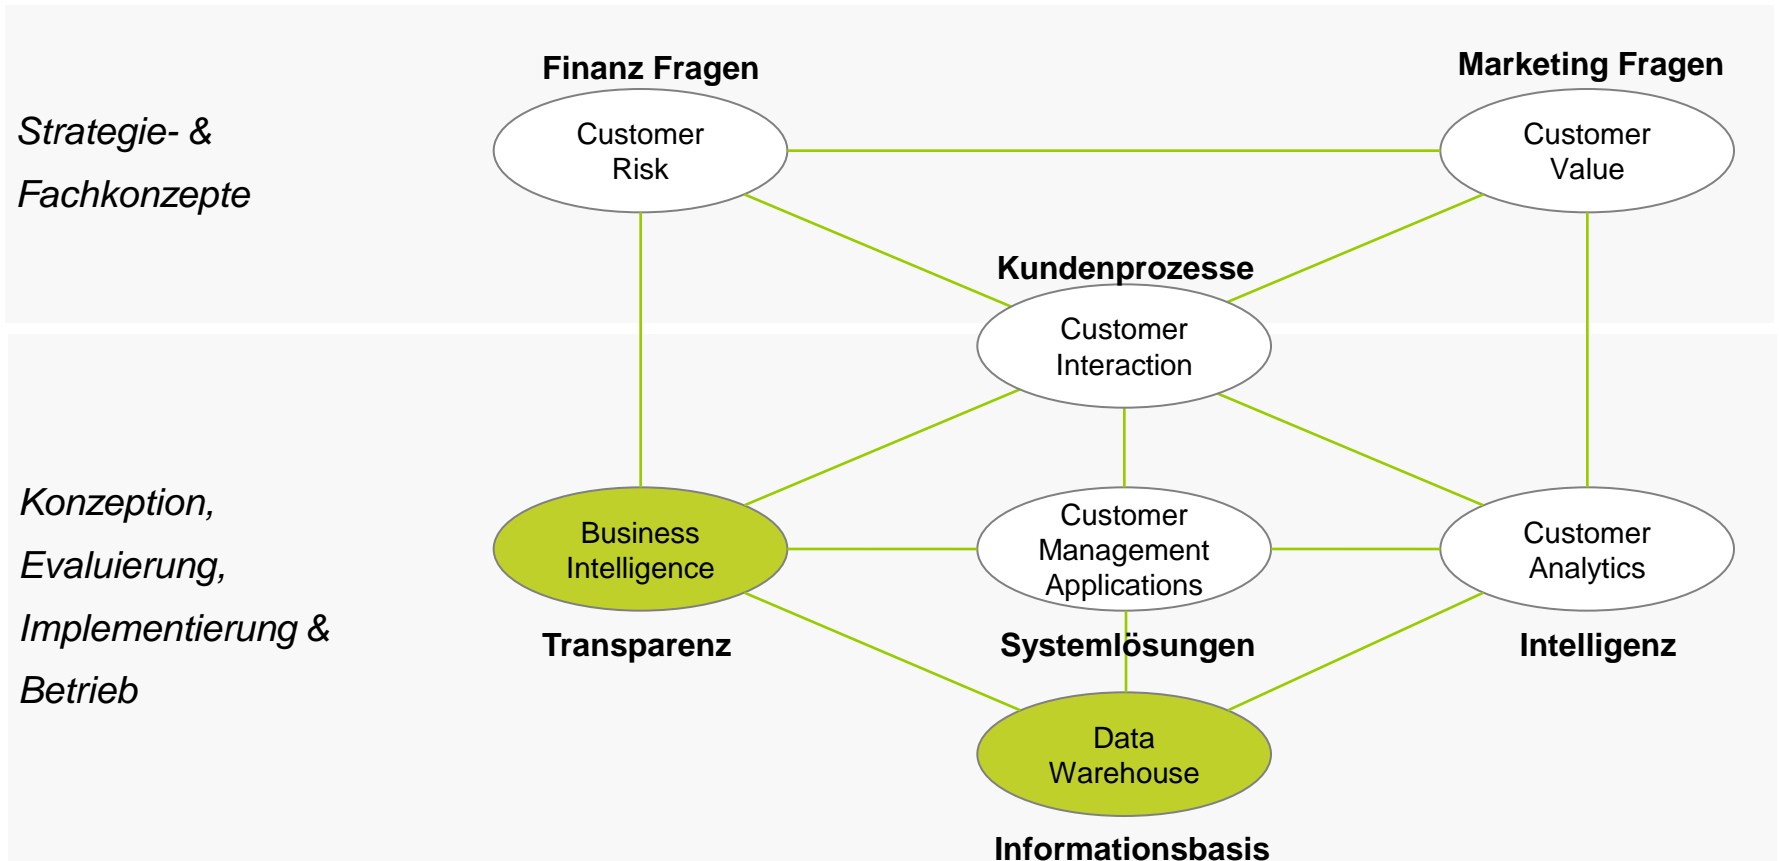 Finanz Fragen
Marketing Fragen
Strategie- &
Fachkonzepte
Customer
Risk
Customer
Value
Kundenprozesse
Customer
Interaction
Konzeption,
Evaluierung,
Implementierung &
Betrieb
Business
Intelligence
Customer
Management
Applications
Customer
Analytics
Transparenz
Systemlösungen
Intelligenz
Data
Warehouse
Informationsbasis